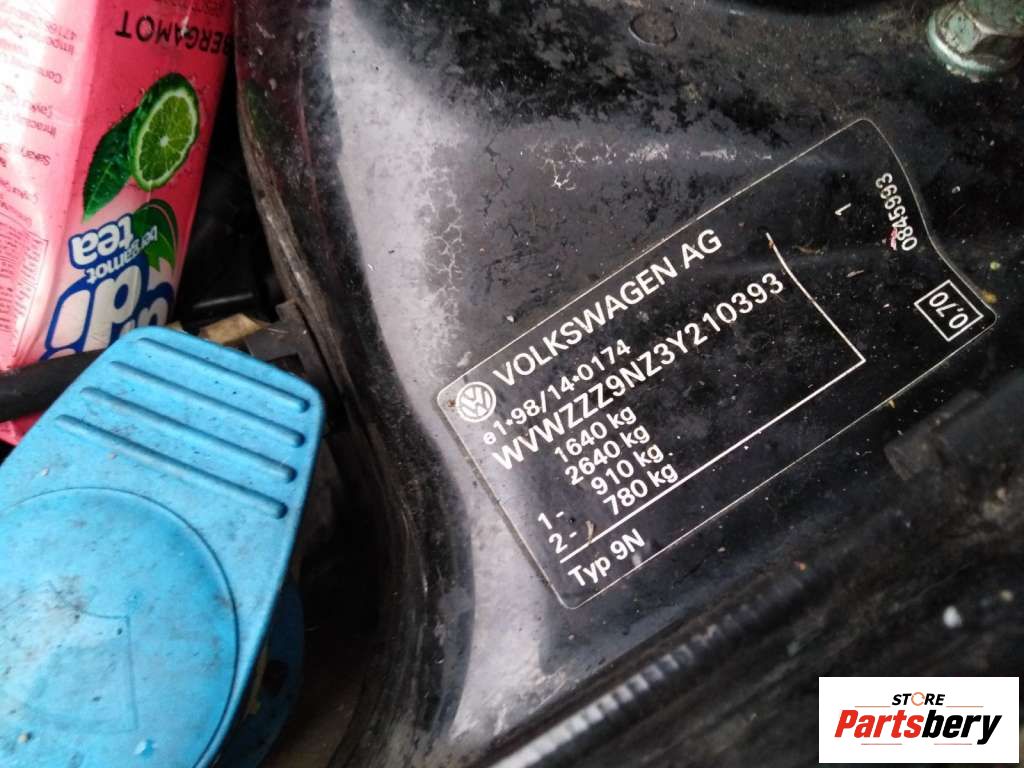 BERGAMOT
bergamot
tea
d!
VOLKSWAGEN AG
e1*98/14*0174
WVWZZZ9NZ3Y210393
1640 kg
2640 kg
1- 910 kg
2- 780 kg
Typ 9N
1
0845993
0,70
STORE
Partsbery